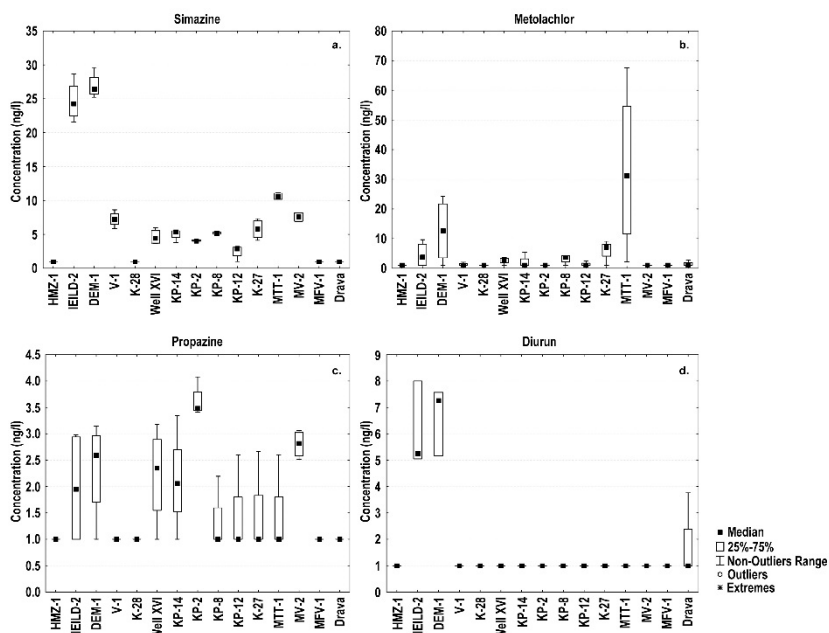 Simazine
a.
Concentration (ng/l)
35
30
25
20
15
10
5
0
HMZ-1
IEILD-2
DEM-1
V-1
K-28
Well XVI
KP-14
KP-2
KP-8
KP-12
K-27
MTT-1
MV-2
MFV-1
Drava
Metolachlor
b.
Concentration (ng/l)
80
70
60
50
40
30
20
10
0
HMZ-1
IEILD-2
DEM-1
V-1
K-28
Well XVI
KP-14
KP-2
KP-8
KP-12
K-27
MTT-1
MV-2
MFV-1
Drava
Propazine
c.
Concentration (ng/l)
4.5
4.0
3.5
3.0
2.5
2.0
1.5
1.0
0.5
0.0
HMZ-1
IEILD-2
DEM-1
V-1
K-28
Well XVI
KP-14
KP-2
KP-8
KP-12
K-27
MTT-1
MV-2
MFV-1
Drava
Diurun
d.
Concentration (ng/l)
9
8
7
6
5
4
3
2
1
0
HMZ-1
IEILD-2
DEM-1
V-1
K-28
Well XVI
KP-14
KP-2
KP-8
KP-12
K-27
MTT-1
MV-2
MFV-1
Drava
Median
25%-75%
Non-Outliers Range
Outliers
Extremes